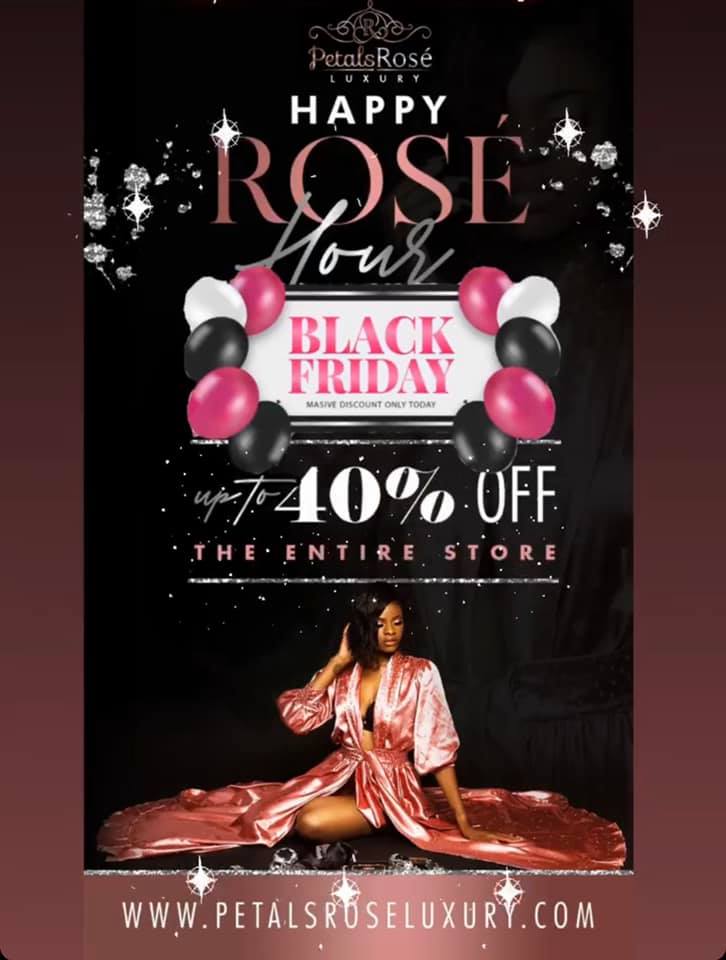 R
PetalsRosé
LUXURY
HAPPY
ROSÉ
Hour
BLACK
FRIDAY
MASIVE DISCOUNT ONLY TODAY
up to 40% OFF
THE ENTIRE STORE
WWW.PETALSROSELUXURY.COM